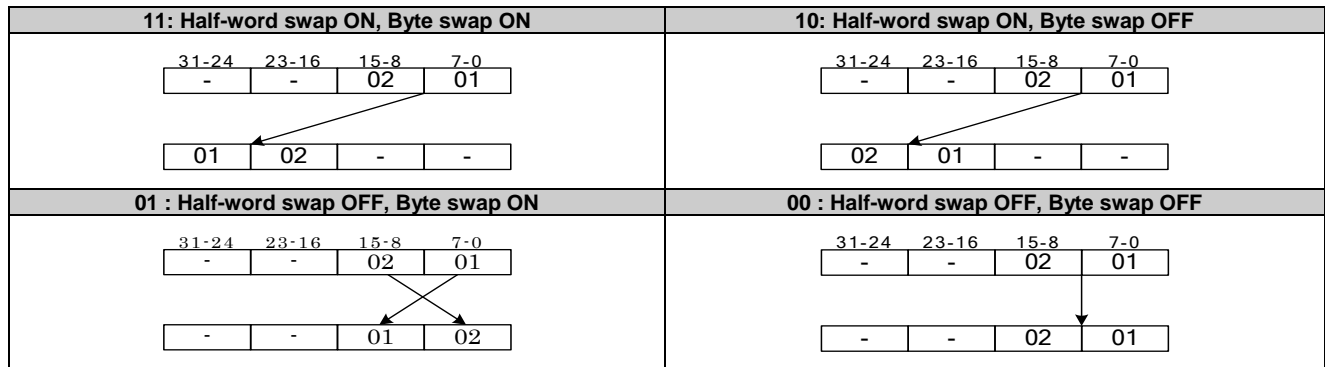 11: Half-word swap ON, Byte swap ON
31-24 23-16 15-8 7-0
- - 02 01
01 02 - -
10: Half-word swap ON, Byte swap OFF
31-24 23-16 15-8 7-0
- - 02 01
02 01 - -
01 : Half-word swap OFF, Byte swap ON
31-24 23-16 15-8 7-0
- - 02 01
- - 01 02
00 : Half-word swap OFF, Byte swap OFF
31-24 23-16 15-8 7-0
- - 02 01
- - 02 01